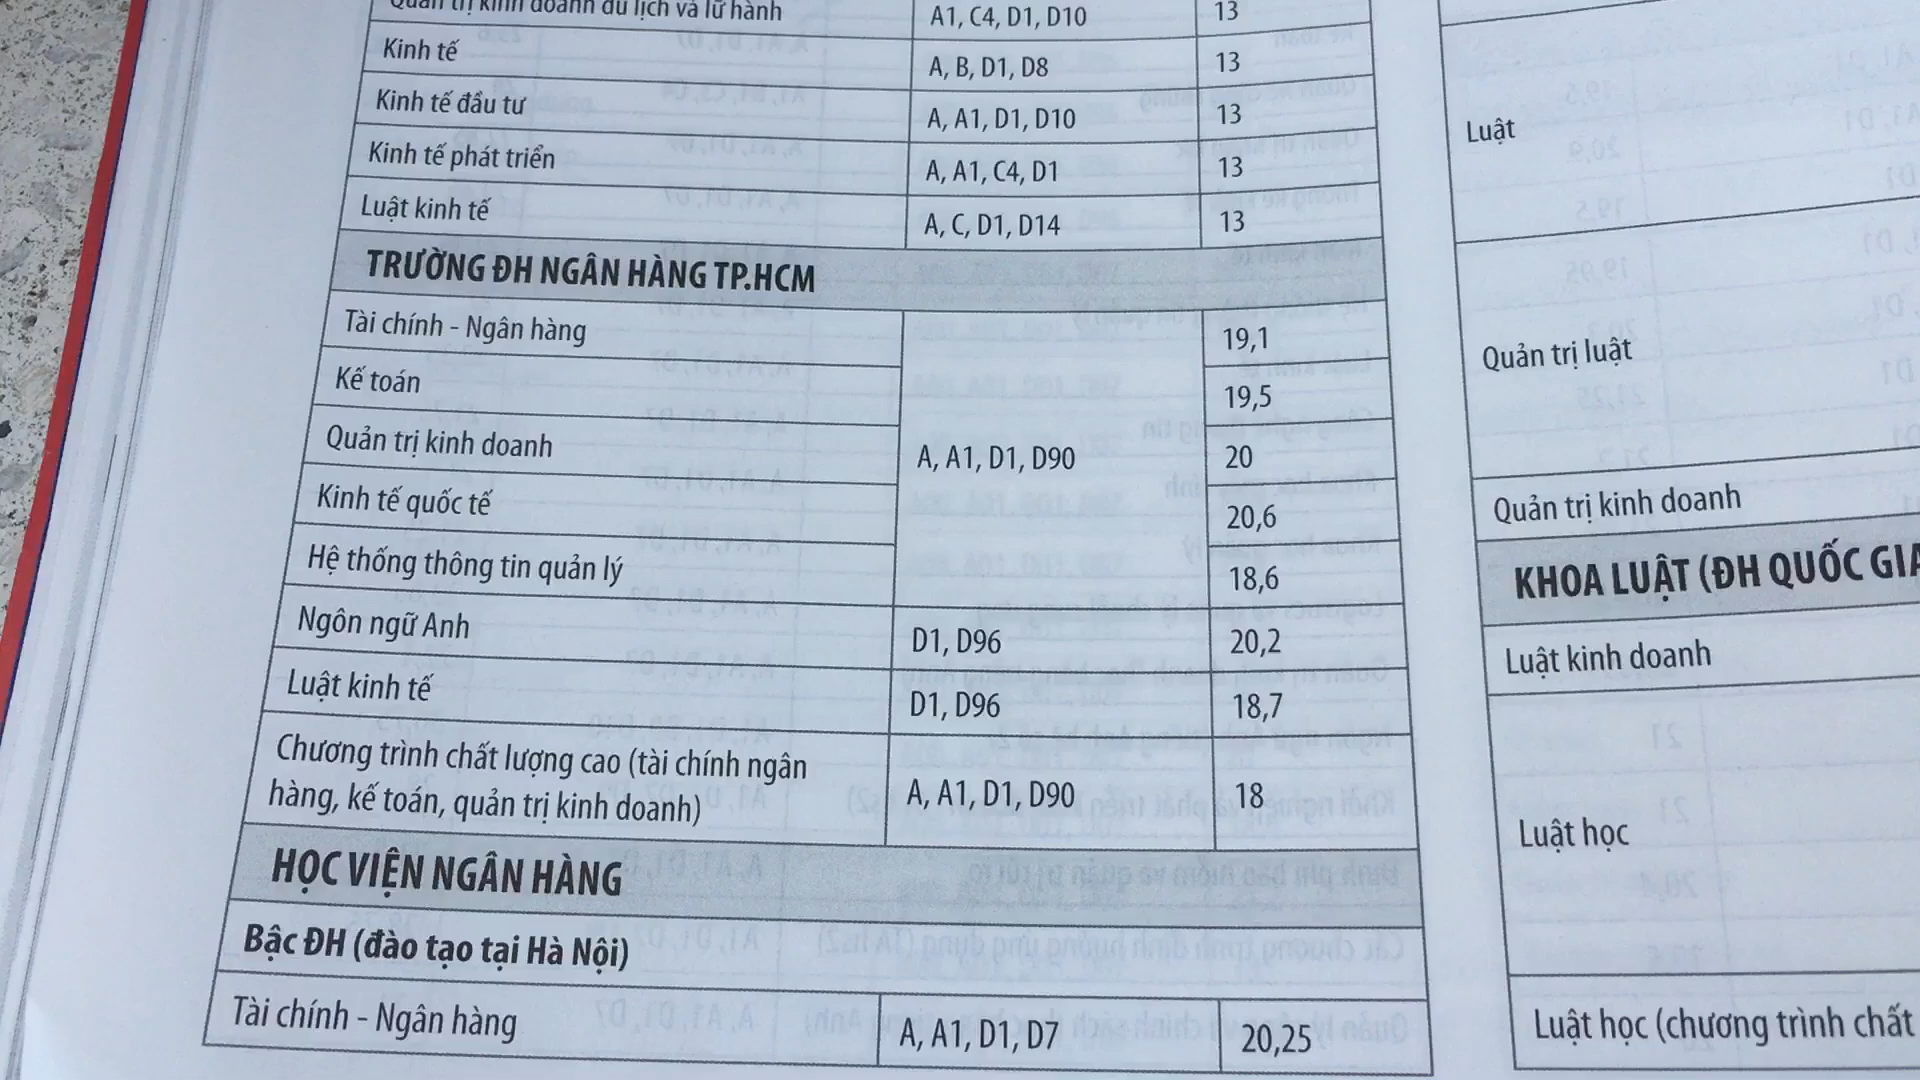 Quản trị kinh doanh du lịch và lữ hành A1, C4, D1, D10 13
Kinh tế A, B, D1, D8 13
Kinh tế đầu tư A, A1, D1, D10 13
Kinh tế phát triển A, A1, C4, D1 13
Luật kinh tế A, C, D1, D14 13
TRƯỜNG ĐH NGÂN HÀNG TP.HCM
Tài chính - Ngân hàng 19,1
Kế toán 19,5
Quản trị kinh doanh A, A1, D1, D90 20
Kinh tế quốc tế 20,6
Hệ thống thông tin quản lý 18,6
Ngôn ngữ Anh D1, D96 20,2
Luật kinh tế D1, D96 18,7
Chương trình chất lượng cao (tài chính ngân
hàng, kế toán, quản trị kinh doanh) A, A1, D1, D90 18
HỌC VIỆN NGÂN HÀNG
Bậc ĐH (đào tạo tại Hà Nội)
Tài chính - Ngân hàng A, A1, D1, D7 20,25
Luật
Quản trị luật
Quản trị kinh doanh
KHOA LUẬT (ĐH QUỐC GIA
Luật kinh doanh
Luật học
Luật học (chương trình chất